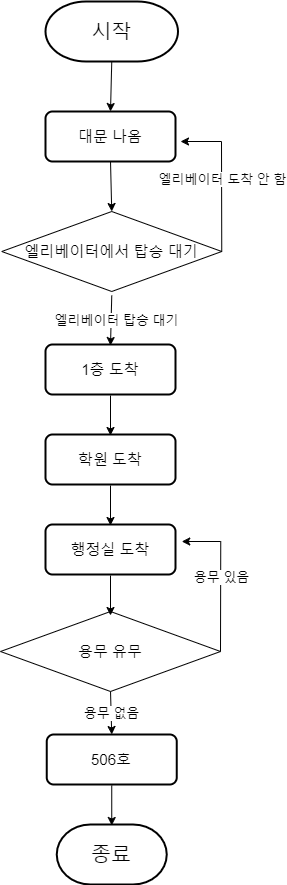 시작
대문 나옴
엘리베이터 도착 안 함
엘리베이터에서 탑승 대기
엘리베이터 탑승 대기
1층 도착
학원 도착
행정실 도착
용무 있음
용무 유무
용무 없음
506호
종료